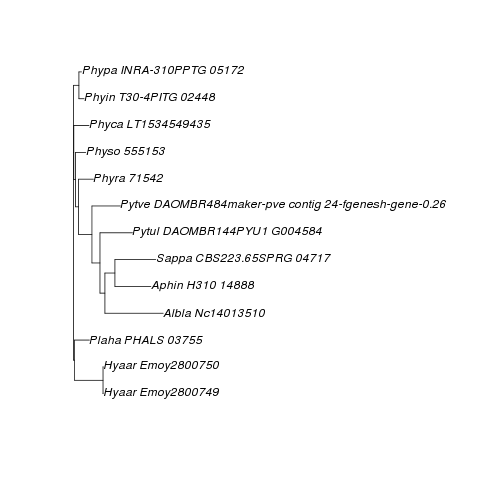 Phypa INRA-310PPTG 05172
Phyin T30-4PITG 02448
Phyca LT1534549435
Physo 555153
Phyra 71542
Pytve DAOMBR484maker-pve contig 24-fgenesh-gene-0.26
Pytul DAOMBR144PYU1 G004584
Sappa CBS223.65SPRG 04717
Aphin H310 14888
Albla Nc14013510
Plaha PHALS 03755
Hyaar Emoy2800750
Hyaar Emoy2800749